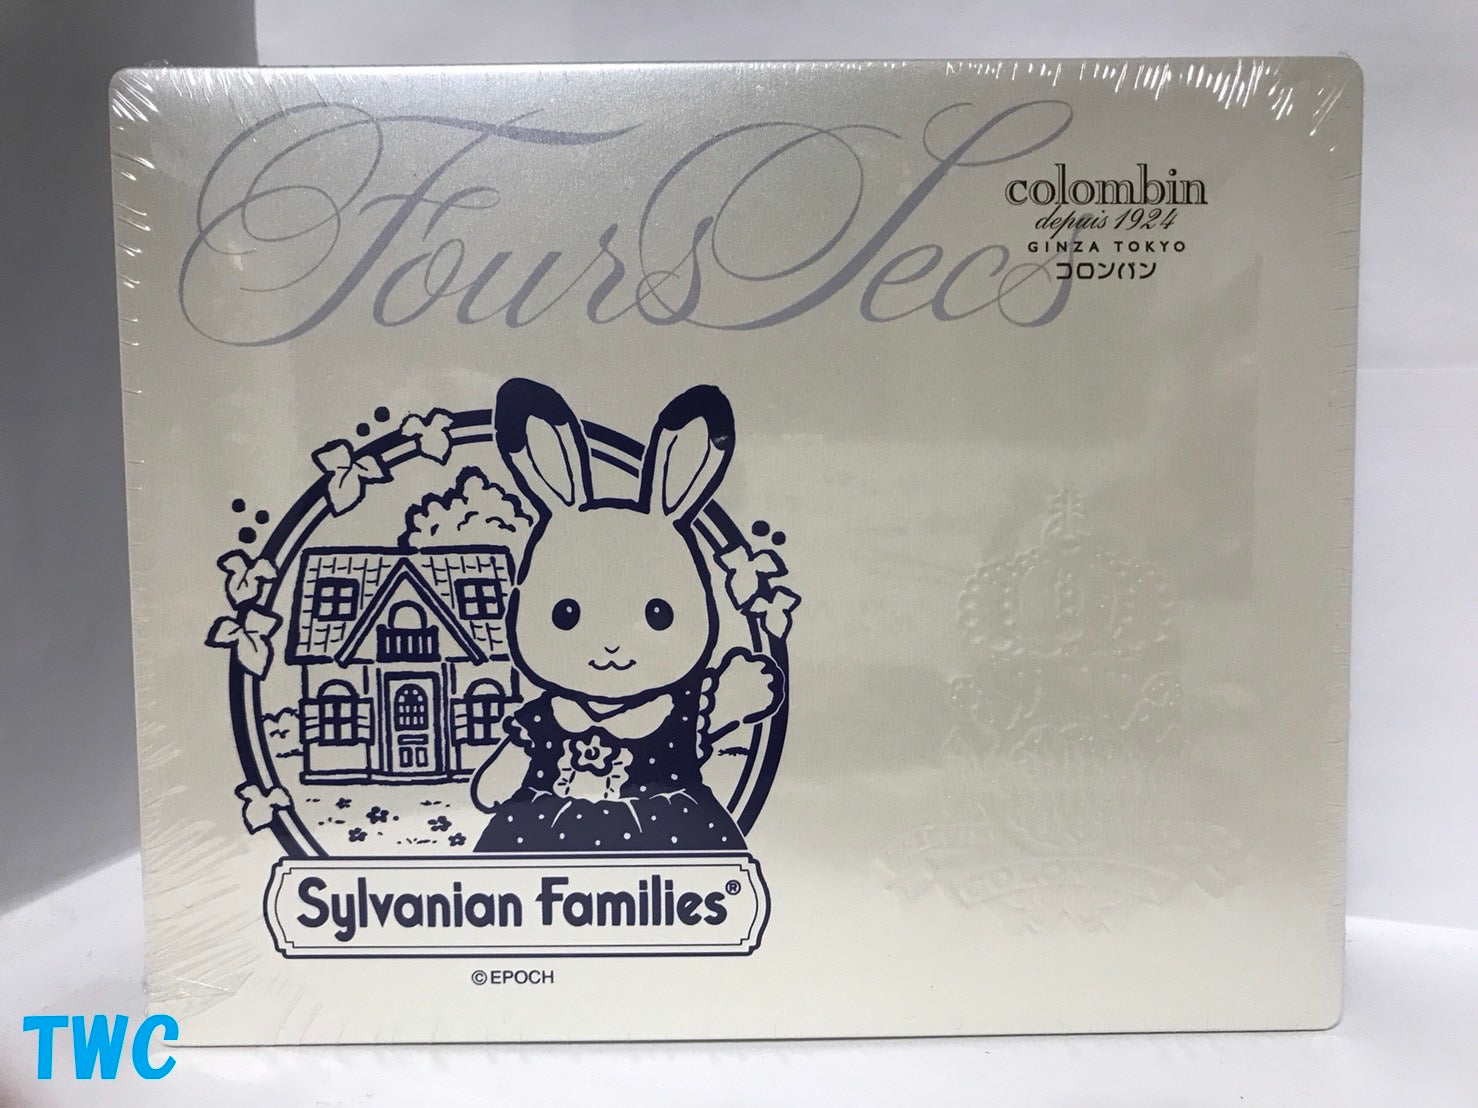 Fours Secs
colombin
depuis 1924
GINZA TOKYO
コロンバン
Sylvanian Families®
©EPOCH
TWC